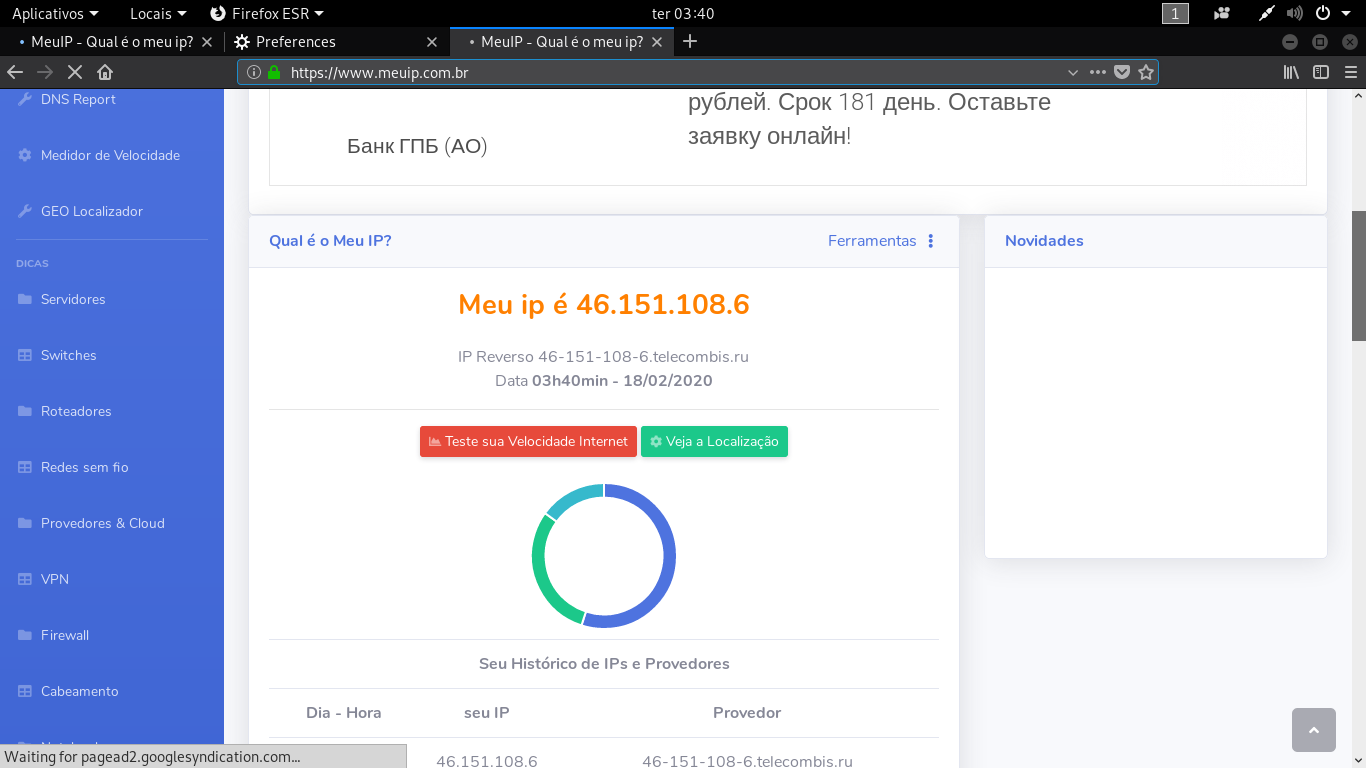 Aplicativos Locais Firefox ESR ter 03:40 1
MeuIP - Qual é o meu ip? Preferences MeuIP - Qual é o meu ip?
https://www.meuip.com.br
DNS Report
Medidor de Velocidade
GEO Localizador
DICAS
Servidores
Switches
Roteadores
Redes sem fio
Provedores & Cloud
VPN
Firewall
Cabeamento
рублей. Срок 181 день. Оставьте
заявку онлайн!
Банк ГПБ (АО)
Qual é o Meu IP? Ferramentas
Meu ip é 46.151.108.6
IP Reverso 46-151-108-6.telecombis.ru
Data 03h40min - 18/02/2020
Teste sua Velocidade Internet Veja a Localização
Seu Histórico de IPs e Provedores
Dia - Hora seu IP Provedor
46.151.108.6 46-151-108-6.telecombis.ru
Novidades
Waiting for pagead2.googlesyndication.com...